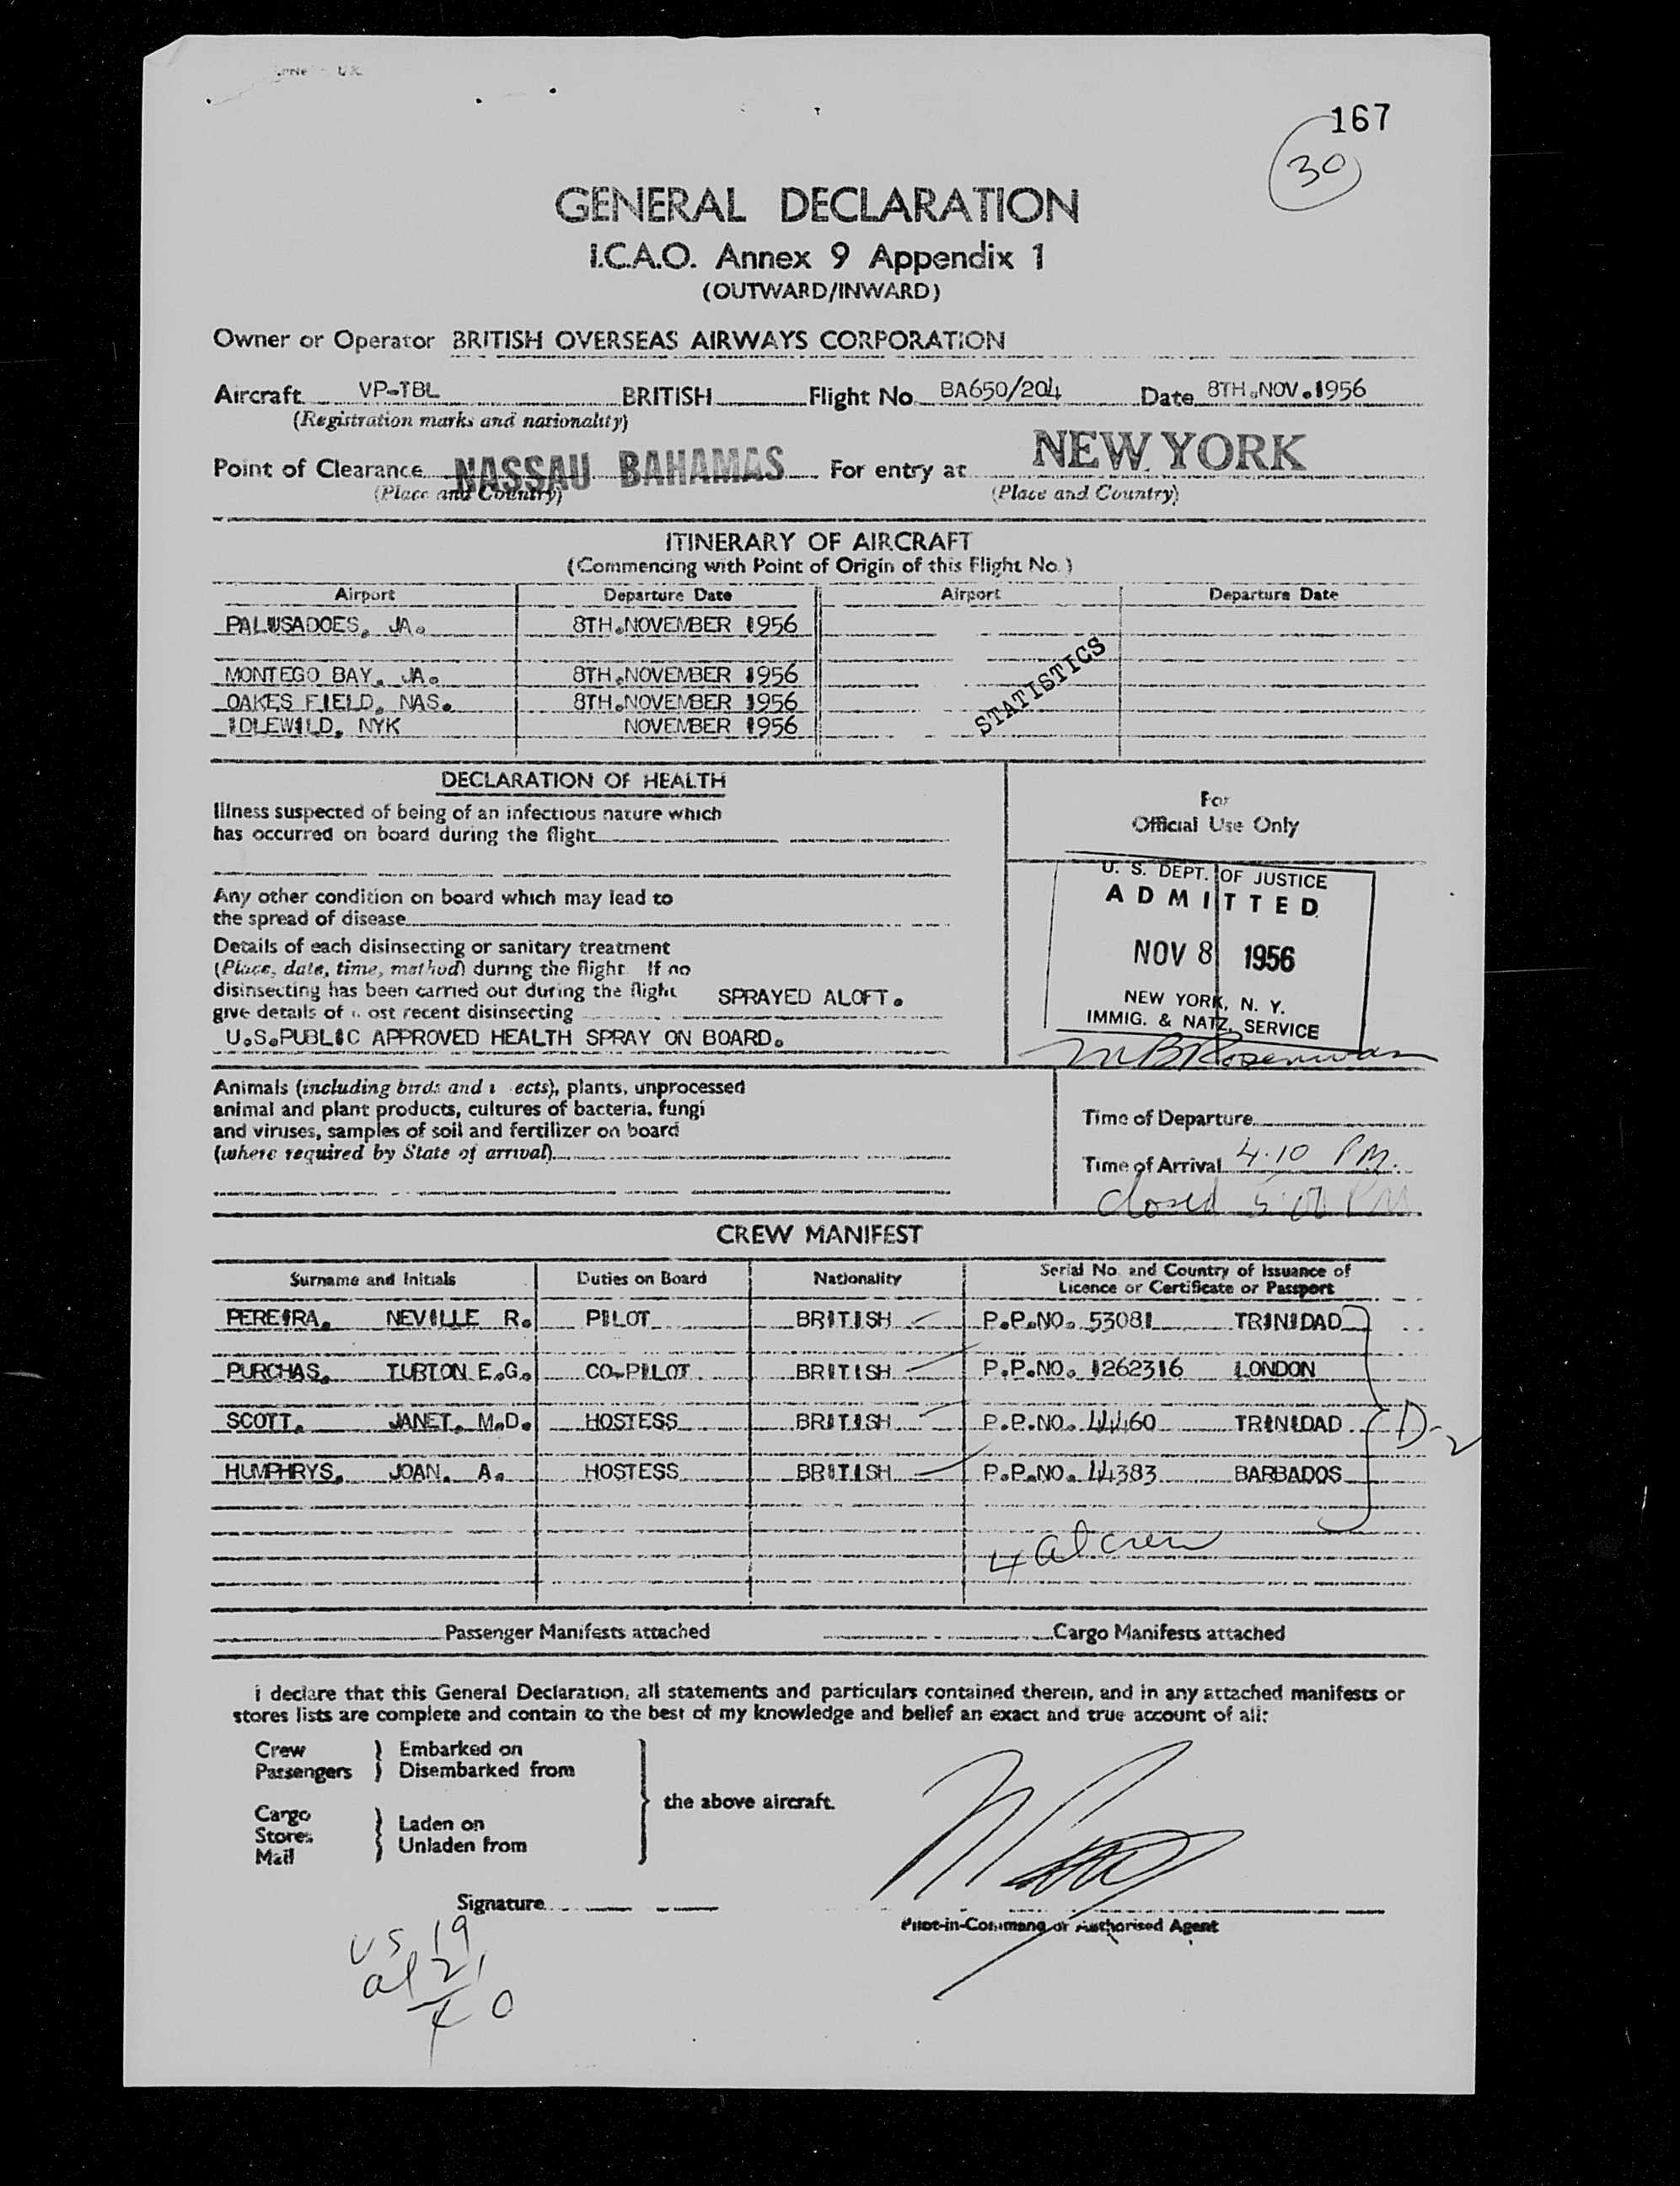 167
30
GENERAL DECLARATION
I.C.A.O. Annex 9 Appendix 1
(OUTWARD/INWARD)
Owner or Operator BRITISH OVERSEAS AIRWAYS CORPORATION
Aircraft VP-TBL BRITISH Flight No. BA650/204 Date 8TH.NOV.1956
(Registration marks and nationality)
Point of Clearance NASSAU BAHAMAS For entry at NEW YORK
(Place and Country) (Place and Country)
ITINERARY OF AIRCRAFT
(Commencing with Point of Origin of this Flight No.)
Airport Departure Date Airport Departure Date
PALUSADOES, JA. 8TH.NOVEMBER 1956
MONTEGO BAY, JA. 8TH.NOVEMBER 1956
OAKES FIELD, NAS. 8TH.NOVEMBER 1956
IDLEWILD, NYK NOVEMBER 1956
STATISTICS
DECLARATION OF HEALTH
Illness suspected of being of an infectious nature which
has occurred on board during the flight
Any other condition on board which may lead to
the spread of disease
Details of each disinsecting or sanitary treatment
(Place, date, time, method) during the flight. If no
disinsecting has been carried out during the flight SPRAYED ALOFT.
give details of most recent disinsecting
U.S.PUBLIC APPROVED HEALTH SPRAY ON BOARD.
For
Official Use Only
U. S. DEPT. OF JUSTICE
ADMITTED
NOV 8 1956
NEW YORK, N. Y.
IMMIG. & NATZ. SERVICE
Animals (including birds and insects), plants, unprocessed
animal and plant products, cultures of bacteria, fungi
and viruses, samples of soil and fertilizer on board
(where required by State of arrival)
Time of Departure
Time of Arrival 4.10 PM.
Closed 5:00 PM
CREW MANIFEST
Surname and Initials Duties on Board Nationality Serial No. and Country of Issuance of
Licence or Certificate or Passport
PEREIRA, NEVILLE R. PILOT BRITISH P.P.NO. 53081 TRINIDAD
PURCHAS, TURTON E.G. CO-PILOT BRITISH P.P.NO. 1262316 LONDON
SCOTT, JANET. M.D. HOSTESS BRITISH P.P.NO. 44460 TRINIDAD D-2
HUMPHRYS, JOAN. A. HOSTESS BRITISH P.P.NO. 44383 BARBADOS
4 al crew
Passenger Manifests attached Cargo Manifests attached
I declare that this General Declaration, all statements and particulars contained therein, and in any attached manifests or
stores lists are complete and contain to the best of my knowledge and belief an exact and true account of all:
Crew } Embarked on
Passengers } Disembarked from
the above aircraft.
Cargo } Laden on
Stores
Mail } Unladen from
Signature
Pilot-in-Command or Authorised Agent
US 19
al 21
40